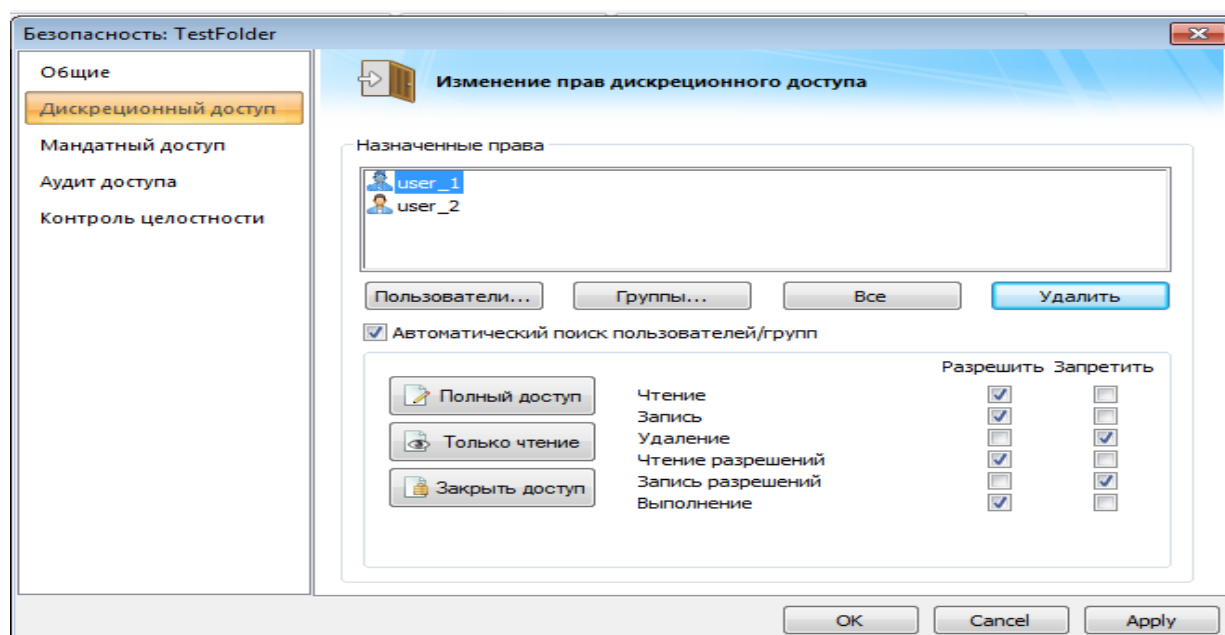 Безопасность: TestFolder
Общие
Дискреционный доступ
Мандатный доступ
Аудит доступа
Контроль целостности
Изменение прав дискреционного доступа
Назначенные права
user_1
user_2
Пользователи... Группы... Все Удалить
Автоматический поиск пользователей/групп
Разрешить Запретить
Полный доступ
Только чтение
Закрыть доступ
Чтение
Запись
Удаление
Чтение разрешений
Запись разрешений
Выполнение
OK Cancel Apply